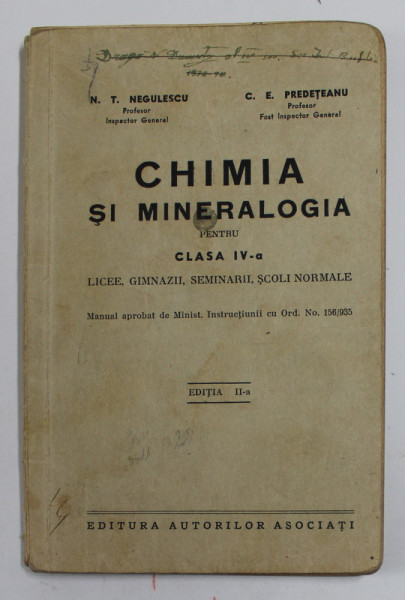 N. T. NEGULESCU
Profesor
Inspector General
C. E. PREDEȚEANU
Profesor
Fost Inspector General
CHIMIA
ȘI MINERALOGIA
PENTRU
CLASA IV-a
LICEE, GIMNAZII, SEMINARII, ȘCOLI NORMALE
Manual aprobat de Minist. Instrucțiunii cu Ord. No. 156/935
EDIȚIA II-a
EDITURA AUTORILOR ASOCIAȚI